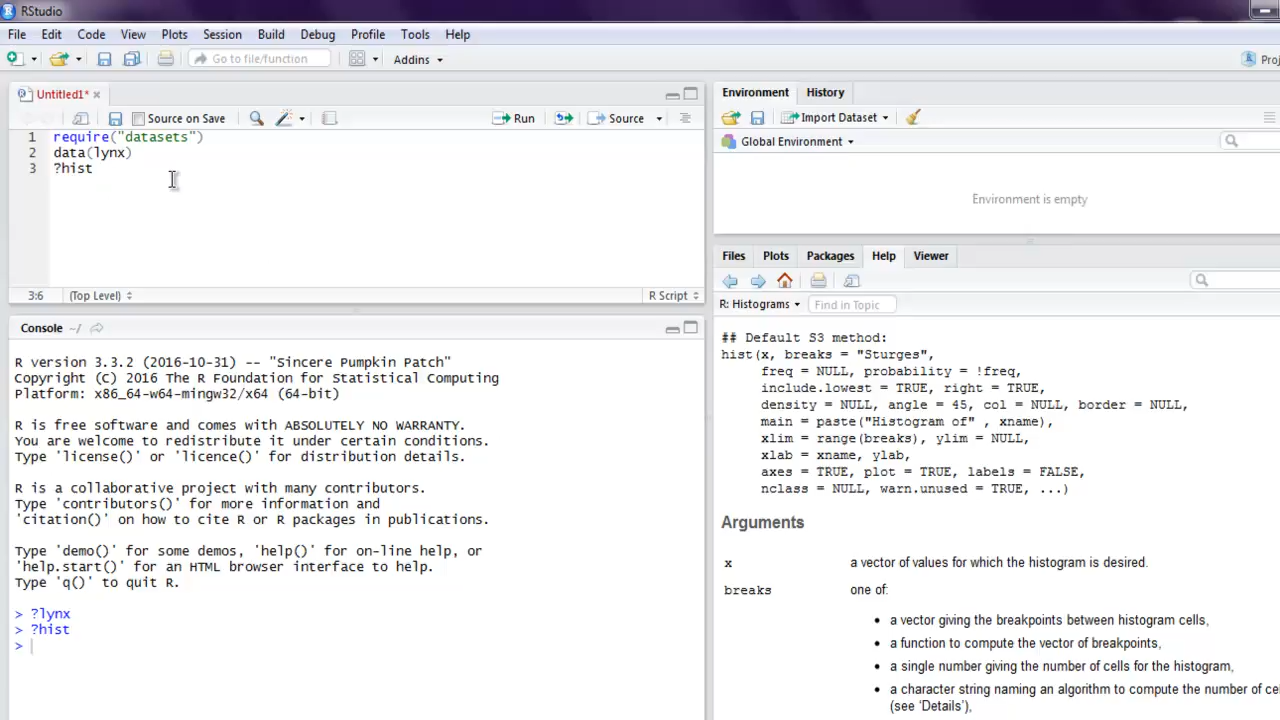 RStudio
File Edit Code View Plots Session Build Debug Profile Tools Help
Go to file/function Addins
Untitled1*
Source on Save Run Source
1 require("datasets")
2 data(lynx)
3 ?hist
3:6 (Top Level) R Script
Console ~/
R version 3.3.2 (2016-10-31) -- "Sincere Pumpkin Patch"
Copyright (C) 2016 The R Foundation for Statistical Computing
Platform: x86_64-w64-mingw32/x64 (64-bit)
R is free software and comes with ABSOLUTELY NO WARRANTY.
You are welcome to redistribute it under certain conditions.
Type 'license()' or 'licence()' for distribution details.
R is a collaborative project with many contributors.
Type 'contributors()' for more information and
'citation()' on how to cite R or R packages in publications.
Type 'demo()' for some demos, 'help()' for on-line help, or
'help.start()' for an HTML browser interface to help.
Type 'q()' to quit R.
> ?lynx
> ?hist
>
Proj
Environment History
Import Dataset
Global Environment
Environment is empty
Files Plots Packages Help Viewer
R: Histograms Find in Topic
## Default S3 method:
hist(x, breaks = "Sturges",
freq = NULL, probability = !freq,
include.lowest = TRUE, right = TRUE,
density = NULL, angle = 45, col = NULL, border = NULL,
main = paste("Histogram of" , xname),
xlim = range(breaks), ylim = NULL,
xlab = xname, ylab,
axes = TRUE, plot = TRUE, labels = FALSE,
nclass = NULL, warn.unused = TRUE, ...)
Arguments
x a vector of values for which the histogram is desired.
breaks one of:
• a vector giving the breakpoints between histogram cells,
• a function to compute the vector of breakpoints,
• a single number giving the number of cells for the histogram,
• a character string naming an algorithm to compute the number of ce
(see ‘Details’),